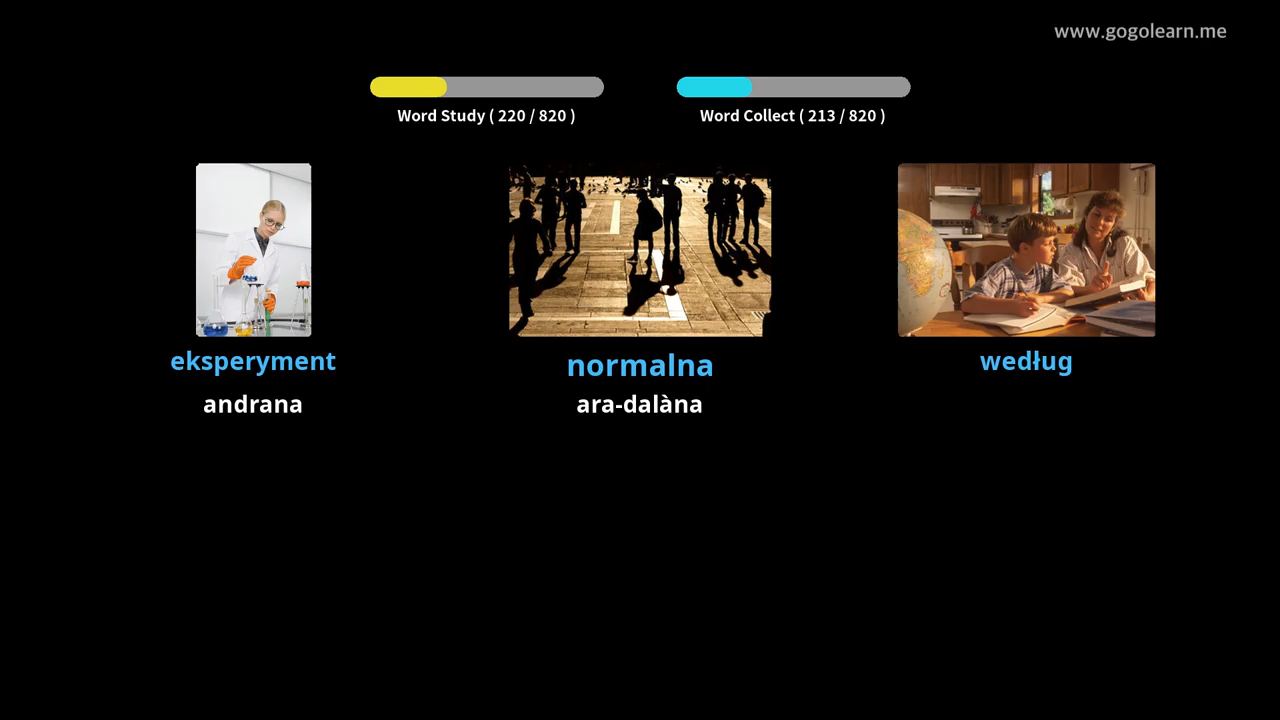 www.gogolearn.me
Word Study ( 220 / 820 )
Word Collect ( 213 / 820 )
eksperyment
normalna
według
andrana
ara-dalàna